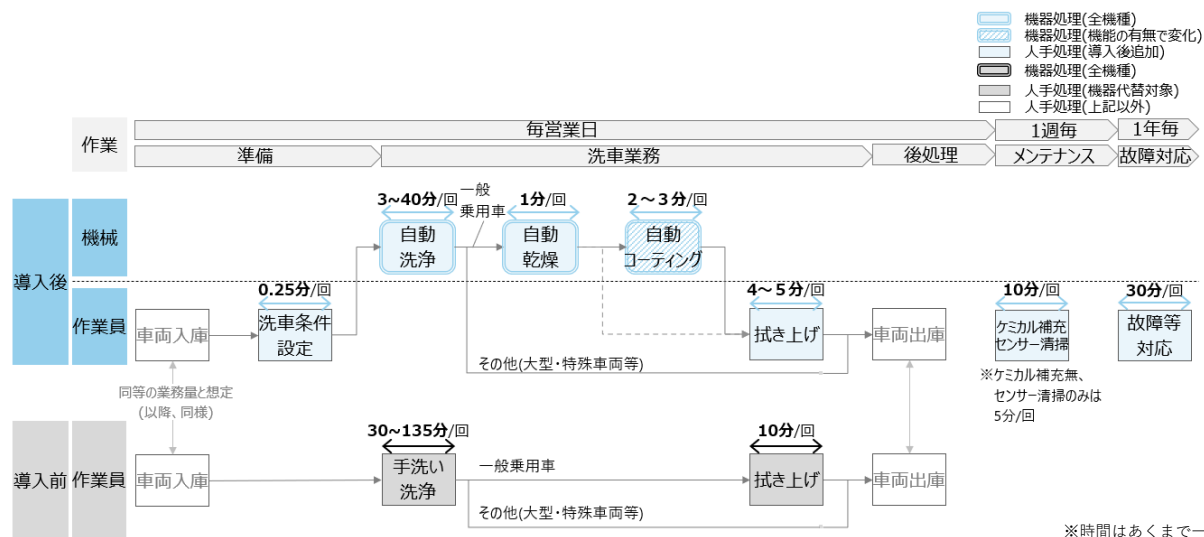 機器処理(全機種)
機器処理(機能の有無で変化)
人手処理(導入後追加)
機器処理(全機種)
人手処理(機器代替対象)
人手処理(上記以外)
作業
毎営業日
1週毎
1年毎
準備
洗車業務
後処理
メンテナンス
故障対応
導入後
機械
3~40分/回
一般
乗用車
1分/回
2～3分/回
自動
洗浄
自動
乾燥
自動
コーティング
作業員
0.25分/回
4～5分/回
10分/回
30分/回
車両入庫
洗車条件
設定
拭き上げ
車両出庫
ケミカル補充
センサー清掃
故障等
対応
その他(大型・特殊車両等)
※ケミカル補充無、
センサー清掃のみは
5分/回
同等の業務量と想定
(以降、同様)
導入前
作業員
30~135分/回
10分/回
車両入庫
手洗い
洗浄
一般乗用車
拭き上げ
車両出庫
その他(大型・特殊車両等)
※時間はあくまで一